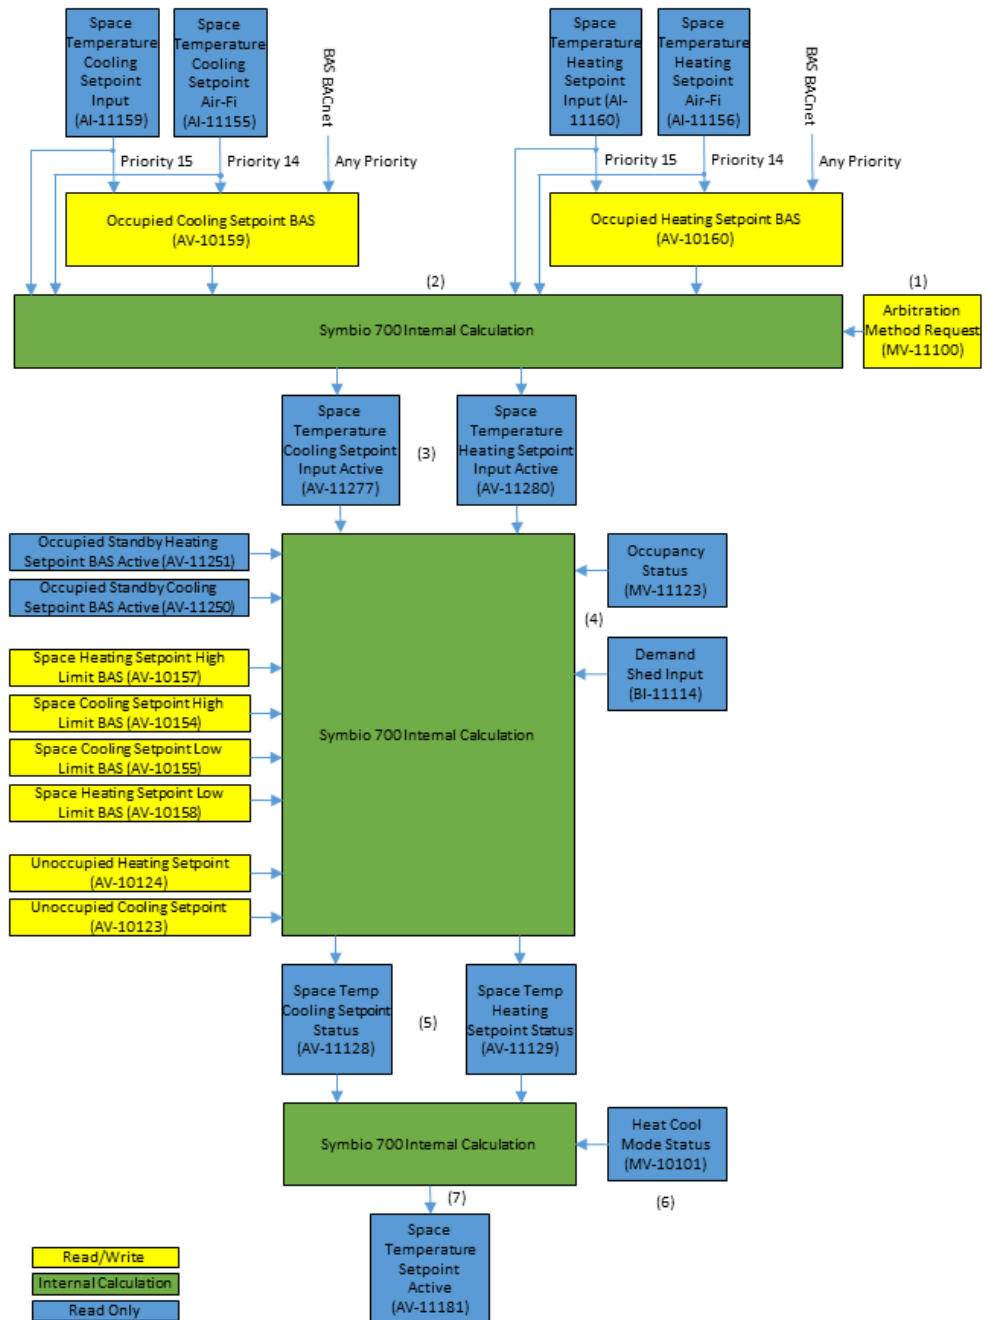 Space
Temperature
Cooling
Setpoint
Input
(AI-11159)
Space
Temperature
Cooling
Setpoint
Air-Fi
(AI-11155)
BAS BACnet
Space
Temperature
Heating
Setpoint
Input (AI-
11160)
Space
Temperature
Heating
Setpoint
Air-Fi
(AI-11156)
BAS BACnet
Priority 15
Priority 14
Any Priority
Priority 15
Priority 14
Any Priority
Occupied Cooling Setpoint BAS
(AV-10159)
Occupied Heating Setpoint BAS
(AV-10160)
(2)
(1)
Symbio 700 Internal Calculation
Arbitration
Method Request
(MV-11100)
Space
Temperature
Cooling Setpoint
Input Active
(AV-11277)
(3)
Space
Temperature
Heating Setpoint
Input Active
(AV-11280)
Occupied Standby Heating
Setpoint BAS Active (AV-11251)
Occupied Standby Cooling
Setpoint BAS Active (AV-11250)
Space Heating Setpoint High
Limit BAS (AV-10157)
Space Cooling Setpoint High
Limit BAS (AV-10154)
Space Cooling Setpoint Low
Limit BAS (AV-10155)
Space Heating Setpoint Low
Limit BAS (AV-10158)
Unoccupied Heating Setpoint
(AV-10124)
Unoccupied Cooling Setpoint
(AV-10123)
Symbio 700 Internal Calculation
Occupancy
Status
(MV-11123)
(4)
Demand
Shed Input
(BI-11114)
Space Temp
Cooling Setpoint
Status
(AV-11128)
(5)
Space Temp
Heating
Setpoint Status
(AV-11129)
Symbio 700 Internal Calculation
Heat Cool
Mode Status
(MV-10101)
(6)
(7)
Space
Temperature
Setpoint
Active
(AV-11181)
Read/Write
Internal Calculation
Read Only